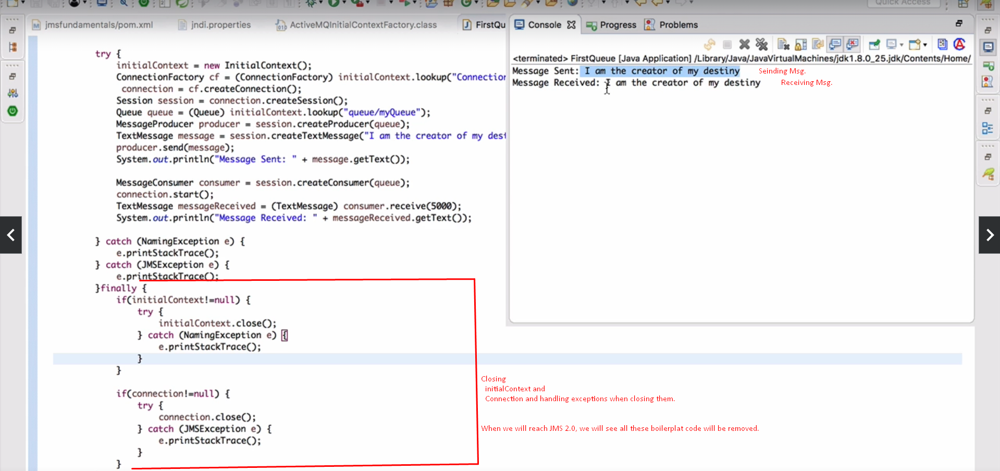 Quick Access
jmsfundamentals/pom.xml
jndi.properties
ActiveMQInitialContextFactory.class
FirstQu
Console
Progress
Problems
<terminated> FirstQueue [Java Application] /Library/Java/JavaVirtualMachines/jdk1.8.0_25.jdk/Contents/Home/
Message Sent: I am the creator of my destiny
Seinding Msg.
Message Received: I am the creator of my destiny
Receiving Msg.
try {
initialContext = new InitialContext();
ConnectionFactory cf = (ConnectionFactory) initialContext.lookup("Connection
connection = cf.createConnection();
Session session = connection.createSession();
Queue queue = (Queue) initialContext.lookup("queue/myQueue");
MessageProducer producer = session.createProducer(queue);
TextMessage message = session.createTextMessage("I am the creator of my dest
producer.send(message);
System.out.println("Message Sent: " + message.getText());
MessageConsumer consumer = session.createConsumer(queue);
connection.start();
TextMessage messageReceived = (TextMessage) consumer.receive(5000);
System.out.println("Message Received: " + messageReceived.getText());
} catch (NamingException e) {
e.printStackTrace();
} catch (JMSException e) {
e.printStackTrace();
}finally {
if(initialContext!=null) {
try {
initialContext.close();
} catch (NamingException e) {
e.printStackTrace();
}
}
if(connection!=null) {
try {
connection.close();
} catch (JMSException e) {
e.printStackTrace();
}
}
Closing
initialContext and
Connection and handling exceptions when closing them.
When we will reach JMS 2.0, we will see all these boilerplat code will be removed.